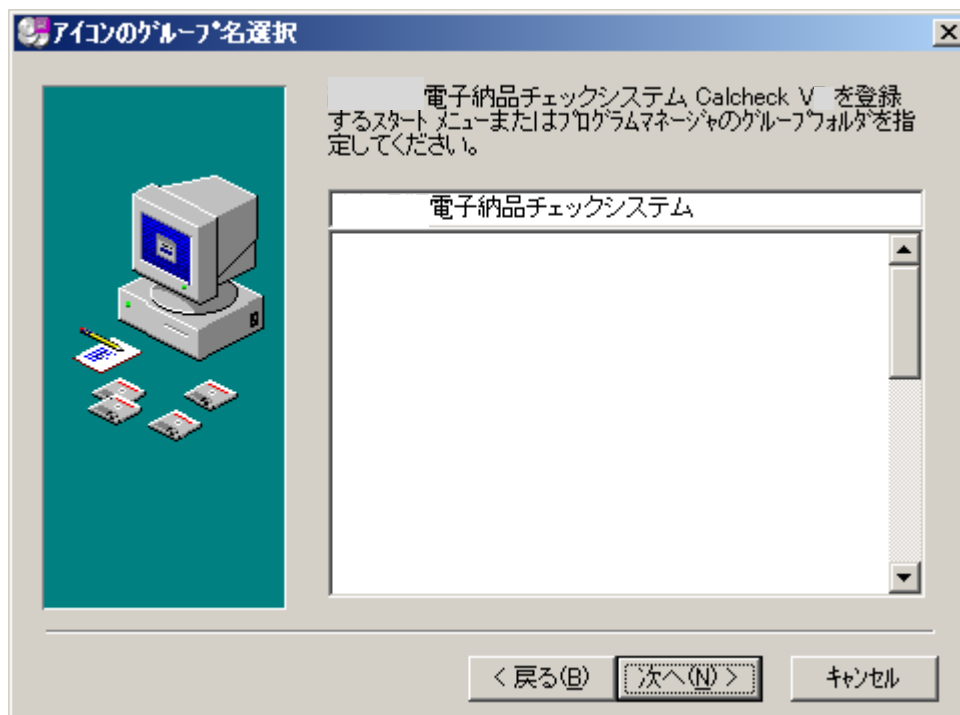 アイコンのグループ名選択
電子納品チェックシステム Calcheck V を登録
するスタート メニューまたはプログラムマネージャのグループフォルダを指
定してください。
電子納品チェックシステム
< 戻る(B)
次へ(N) >
キャンセル